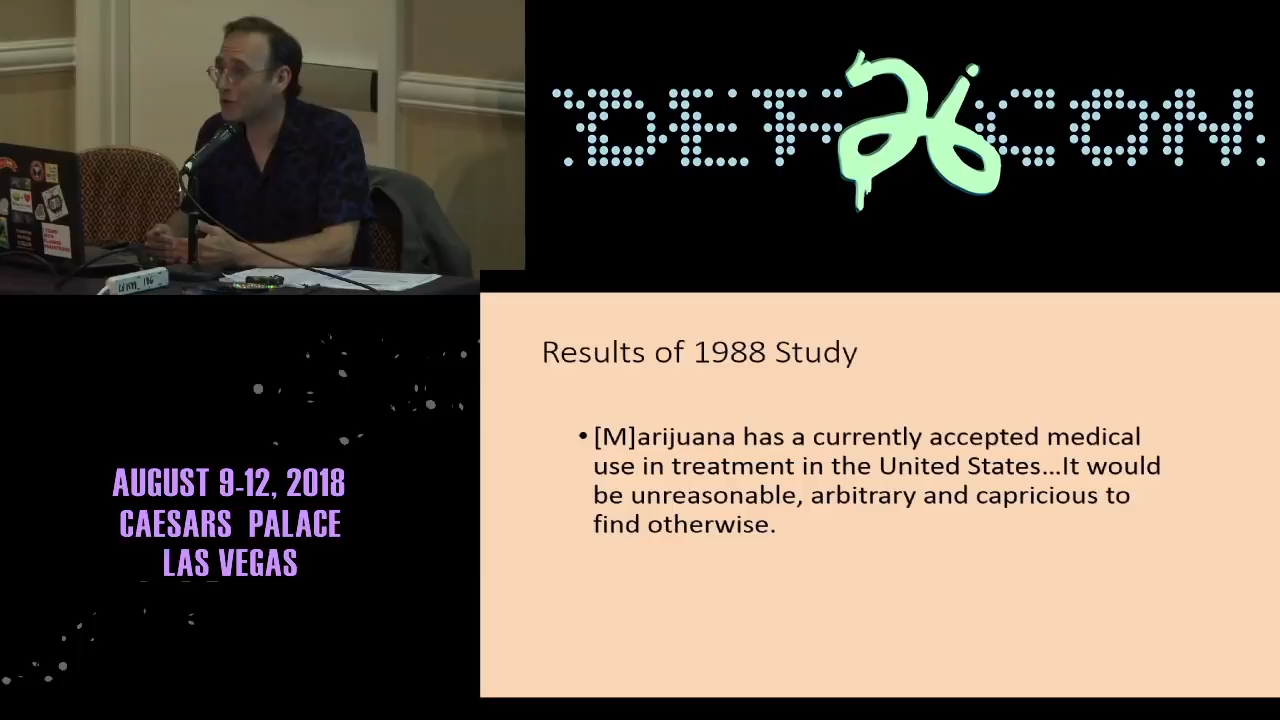 DEF 26 CON
Results of 1988 Study
• [M]arijuana has a currently accepted medical
use in treatment in the United States...It would
be unreasonable, arbitrary and capricious to
find otherwise.
AUGUST 9-12, 2018
CAESARS PALACE
LAS VEGAS